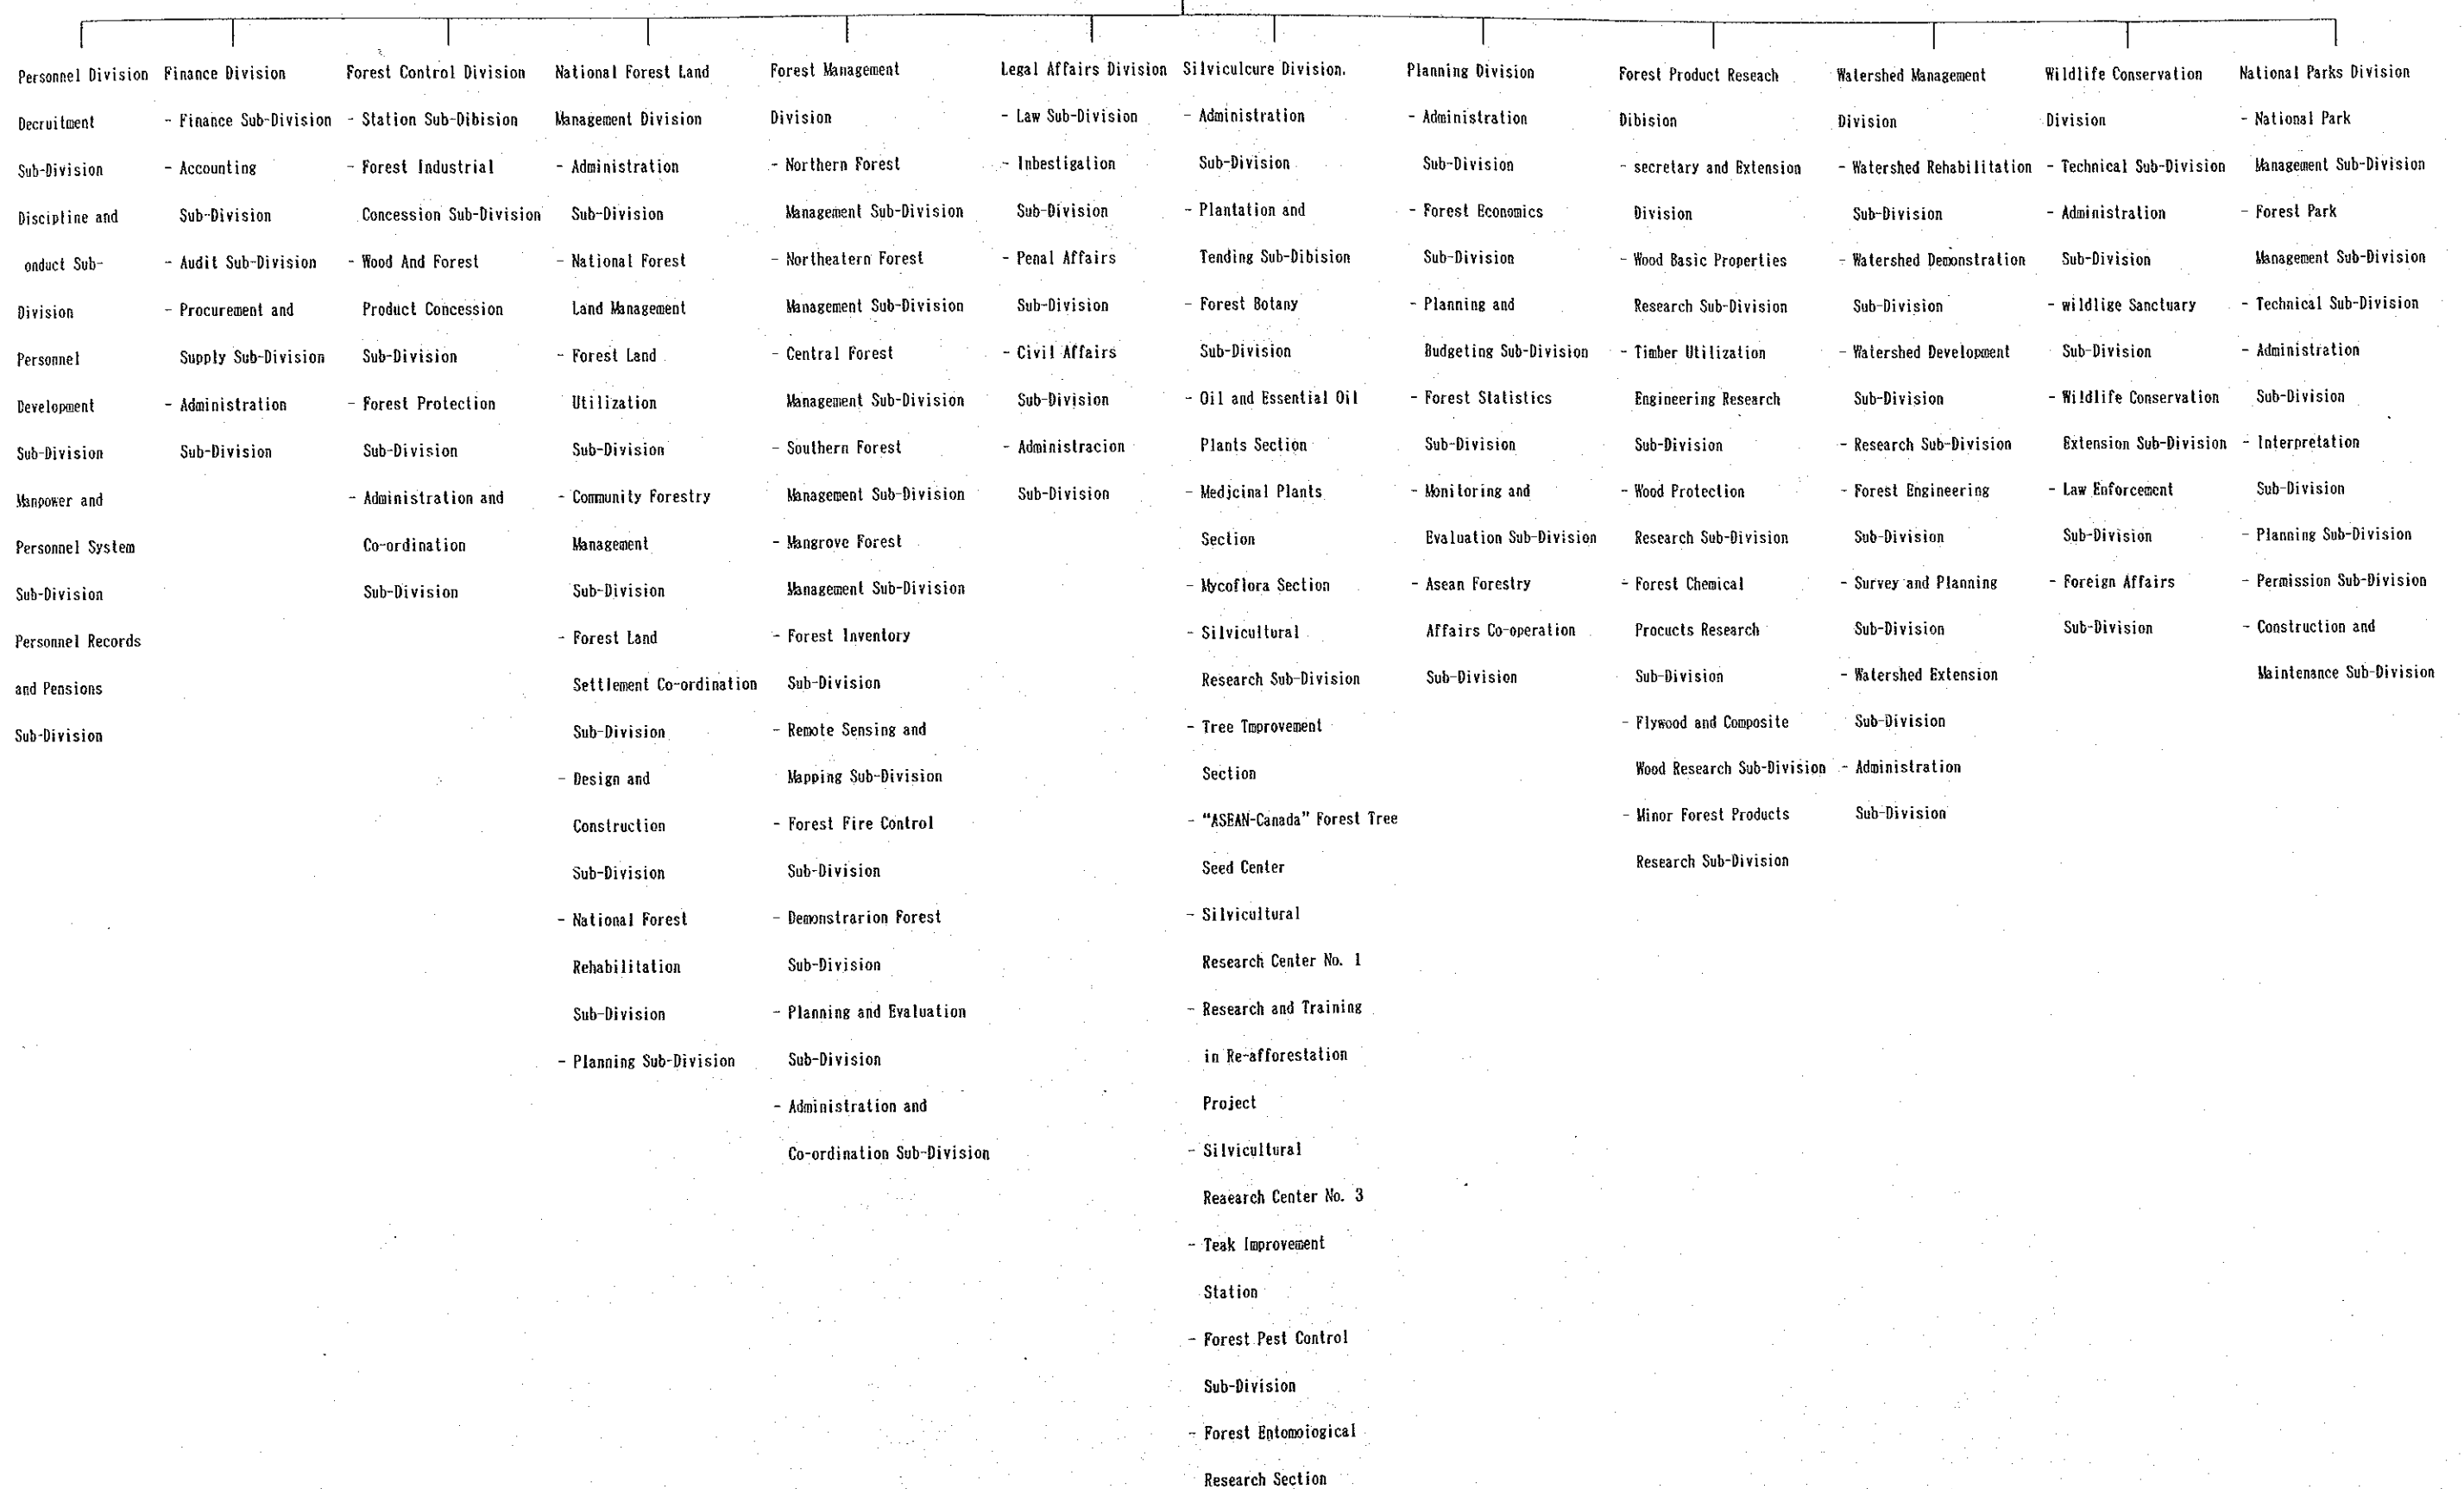 Personnel Division
Decruitment
Sub-Division
Discipline and
onduct Sub-
Division
Personnel
Development
Sub-Division
Manpower and
Personnel System
Sub-Division
Personnel Records
and Pensions
Sub-Division
Finance Division
- Finance Sub-Division
- Accounting
Sub-Division
- Audit Sub-Division
- Procurement and
Supply Sub-Division
- Administration
Sub-Division
Forest Control Division
- Station Sub-Dibision
- Forest Industrial
Concession Sub-Division
- Wood And Forest
Product Concession
Sub-Division
- Forest Protection
Sub-Division
- Administration and
Co-ordination
Sub-Division
National Forest Land
Management Division
- Administration
Sub-Division
- National Forest
Land Management
- Forest Land
Utilization
Sub-Division
- Community Forestry
Management
Sub-Division
- Forest Land
Settlement Co-ordination
Sub-Division
- Design and
Construction
Sub-Division
- National Forest
Rehabilitation
Sub-Division
- Planning Sub-Division
Forest Management
Division
- Northern Forest
Management Sub-Division
- Northeatern Forest
Management Sub-Division
- Central Forest
Management Sub-Division
- Southern Forest
Management Sub-Division
- Mangrove Forest
Management Sub-Division
- Forest Inventory
Sub-Division
- Remote Sensing and
Mapping Sub-Division
- Forest Fire Control
Sub-Division
- Demonstrarion Forest
Sub-Division
- Planning and Evaluation
Sub-Division
- Administration and
Co-ordination Sub-Division
Legal Affairs Division
- Law Sub-Division
- Inbestigation
Sub-Division
- Penal Affairs
Sub-Division
- Civil Affairs
Sub-Division
- Administracion
Sub-Division
Silviculcure Division.
- Administration
Sub-Division
- Plantation and
Tending Sub-Dibision
- Forest Botany
Sub-Division
- Oil and Essential Oil
Plants Section
- Medjcinal Plants
Section
- Mycoflora Section
- Silvicultural
Research Sub-Division
- Tree Tmprovement
Section
- "ASEAN-Canada" Forest Tree
Seed Center
- Silvicultural
Research Center No. 1
- Research and Training
in Re-afforestation
Project
- Silvicultural
Reaearch Center No. 3
- Teak Improvement
Station
- Forest Pest Control
Sub-Division
- Forest Entomoiogical
Research Section
Planning Division
- Administration
Sub-Division
- Forest Economics
Sub-Division
- Planning and
Budgeting Sub-Division
- Forest Statistics
Sub-Division
- Monitoring and
Evaluation Sub-Division
- Asean Forestry
Affairs Co-operation
Sub-Division
Forest Product Reseach
Dibision
- secretary and Extension
Division
- Wood Basic Properties
Research Sub-Division
- Timber Utilization
Engineering Research
Sub-Division
- Wood Protection
Research Sub-Division
- Forest Chemical
Procucts Research
Sub-Division
- Flywood and Composite
Wood Research Sub-Division
- Minor Forest Products
Research Sub-Division
Watershed Management
Division
- Watershed Rehabilitation
Sub-Division
- Watershed Demonstration
Sub-Division
- Watershed Development
Sub-Division
- Research Sub-Division
- Forest Engineering
Sub-Division
- Survey and Planning
Sub-Division
- Watershed Extension
Sub-Division
- Administration
Sub-Division
Wildlife Conservation
Division
- Technical Sub-Division
- Administration
Sub-Division
- wildlige Sanctuary
Sub-Division
- Wildlife Conservation
Extension Sub-Division
- Law Enforcement
Sub-Division
- Foreign Affairs
Sub-Division
National Parks Division
- National Park
Management Sub-Division
- Forest Park
Management Sub-Division
- Technical Sub-Division
- Administration
Sub-Division
- Interpretation
Sub-Division
- Planning Sub-Division
- Permission Sub-Division
- Construction and
Maintenance Sub-Division